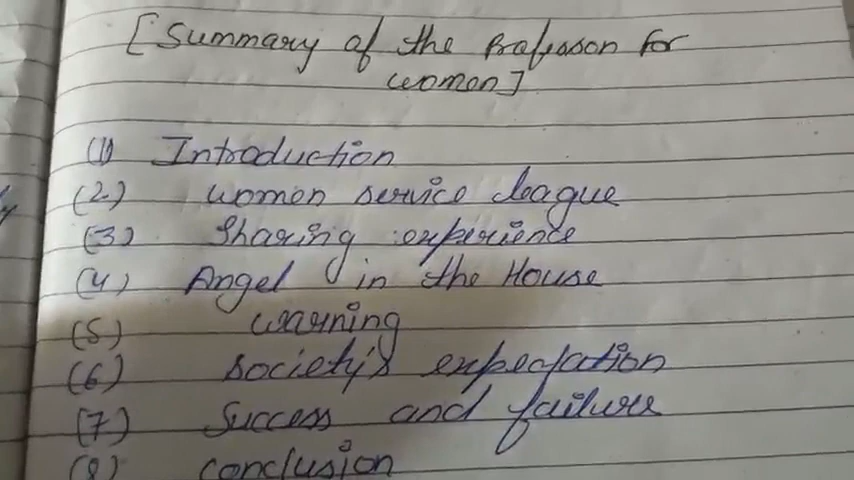 [Summary of the Profession for
women]
(1) Introduction
(2) women service league
(3) Sharing experience
(4) Angel in the House
(5) warning
(6) society's expectation
(7) Success and failure
(8) conclusion